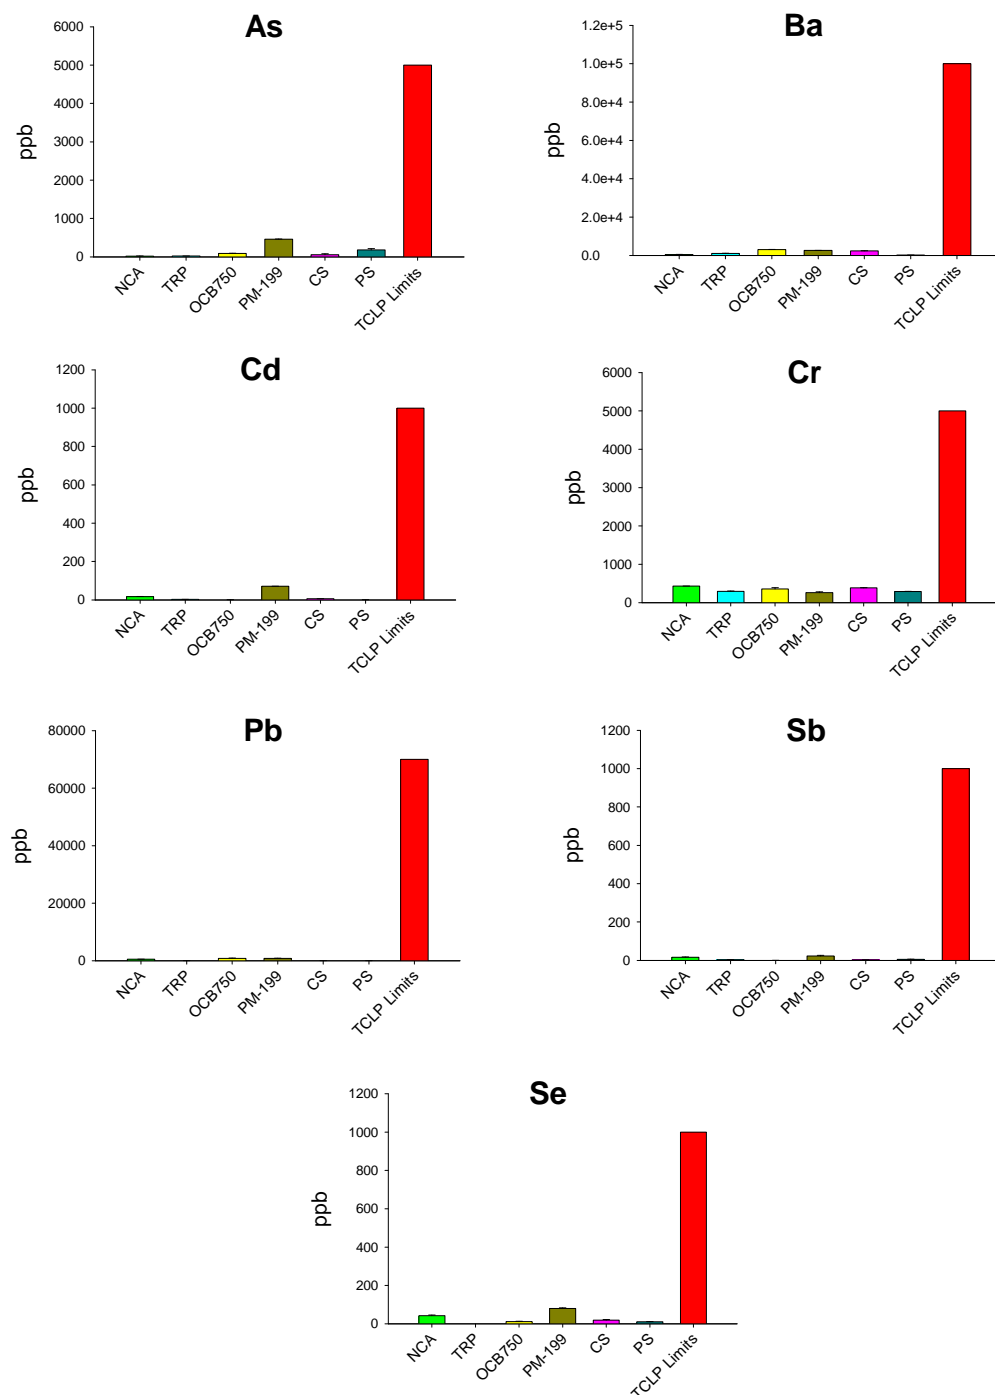 As
6000
5000
4000
3000
2000
1000
0
ppb
NCA
TRP
OCB750
PM-199
CS
PS
TCLP Limits
Ba
1.2e+5
1.0e+5
8.0e+4
6.0e+4
4.0e+4
2.0e+4
0.0
ppb
NCA
TRP
OCB750
PM-199
CS
PS
TCLP Limits
Cd
1200
1000
800
600
400
200
0
ppb
NCA
TRP
OCB750
PM-199
CS
PS
TCLP Limits
Cr
6000
5000
4000
3000
2000
1000
0
ppb
NCA
TRP
OCB750
PM-199
CS
PS
TCLP Limits
Pb
80000
60000
40000
20000
0
ppb
NCA
TRP
OCB750
PM-199
CS
PS
TCLP Limits
Sb
1200
1000
800
600
400
200
0
ppb
NCA
TRP
OCB750
PM-199
CS
PS
TCLP Limits
Se
1200
1000
800
600
400
200
0
ppb
NCA
TRP
OCB750
PM-199
CS
PS
TCLP Limits